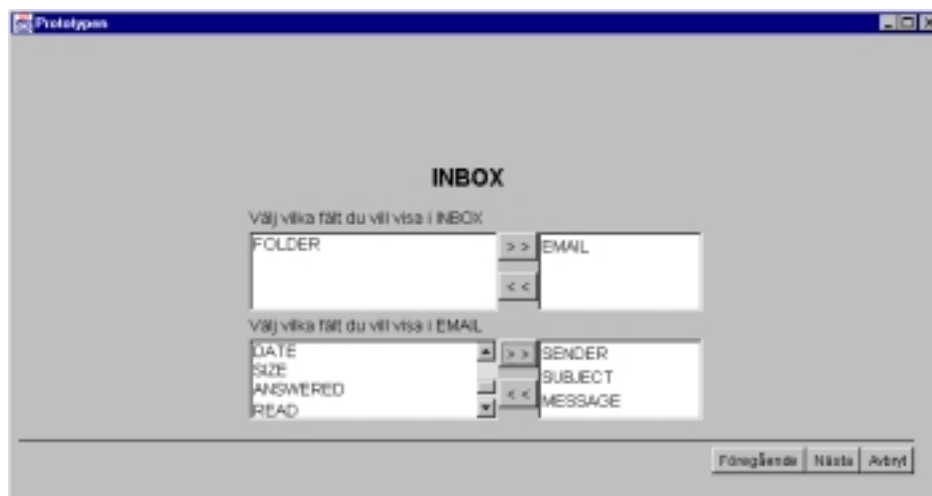 Prototypen
INBOX
Välj vilka fält du vill visa i INBOX
FOLDER
> >
EMAIL
< <
Välj vilka fält du vill visa i EMAIL
DATE
SIZE
ANSWERED
READ
> >
< <
SENDER
SUBJECT
MESSAGE
Föregående Nästa Avbryt